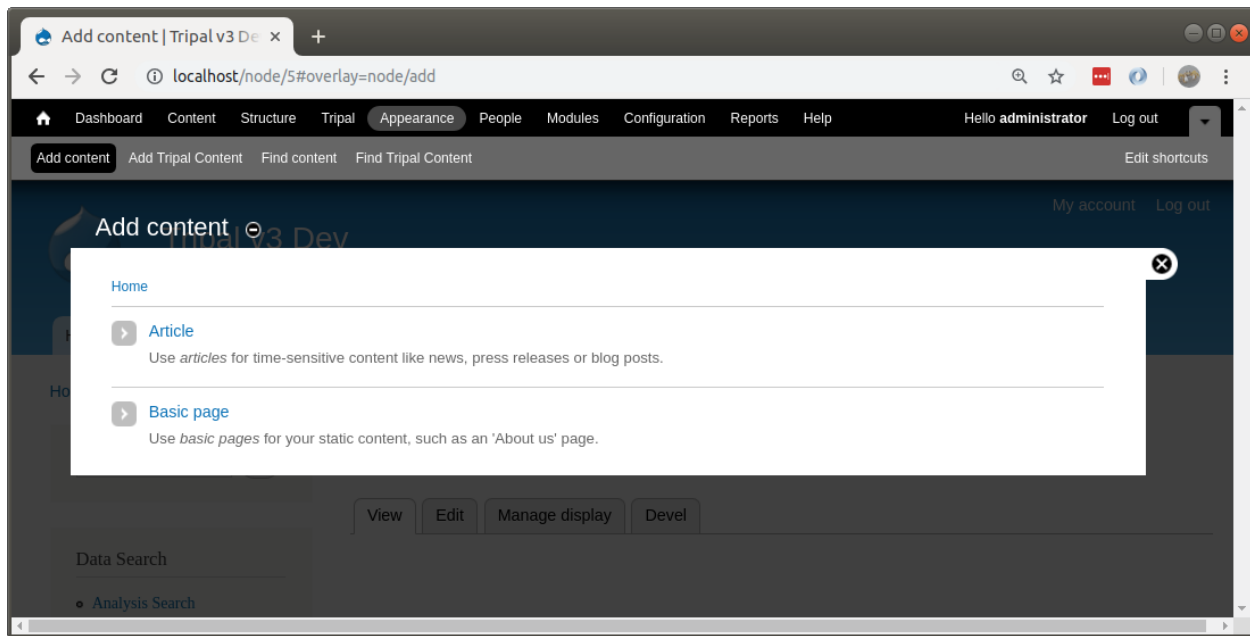 Add content | Tripal v3 De
localhost/node/5#overlay=node/add
Dashboard Content Structure Tripal Appearance People Modules Configuration Reports Help Hello administrator Log out
Add content Add Tripal Content Find content Find Tripal Content Edit shortcuts
My account Log out
Add content
Tripal v3 Dev
Home
Article
Use articles for time-sensitive content like news, press releases or blog posts.
Ho
Basic page
Use basic pages for your static content, such as an 'About us' page.
View Edit Manage display Devel
Data Search
Analysis Search